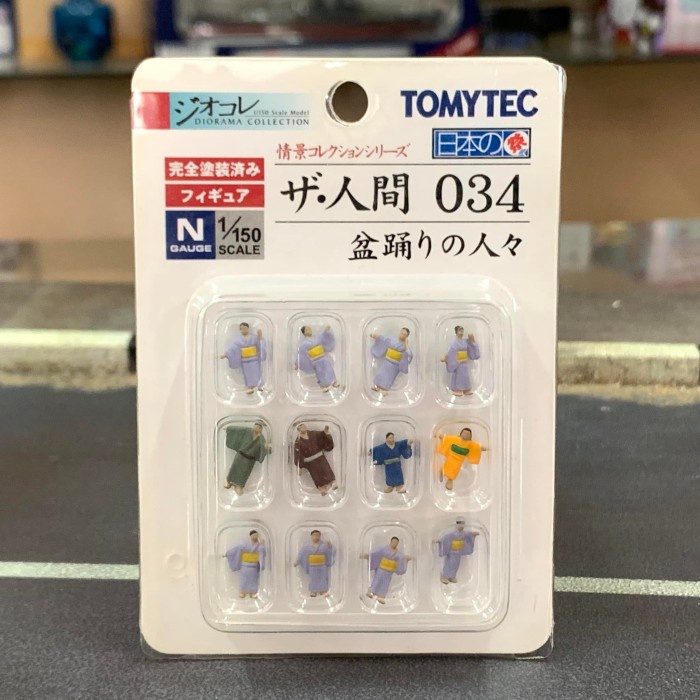 ジオコレ
1/150 Scale Model
DIORAMA COLLECTION
TOMYTEC
日本の
情景コレクションシリーズ
完全塗装済み
フィギュア
N
GAUGE
1/150
SCALE
ザ・人間 034
盆踊りの人々